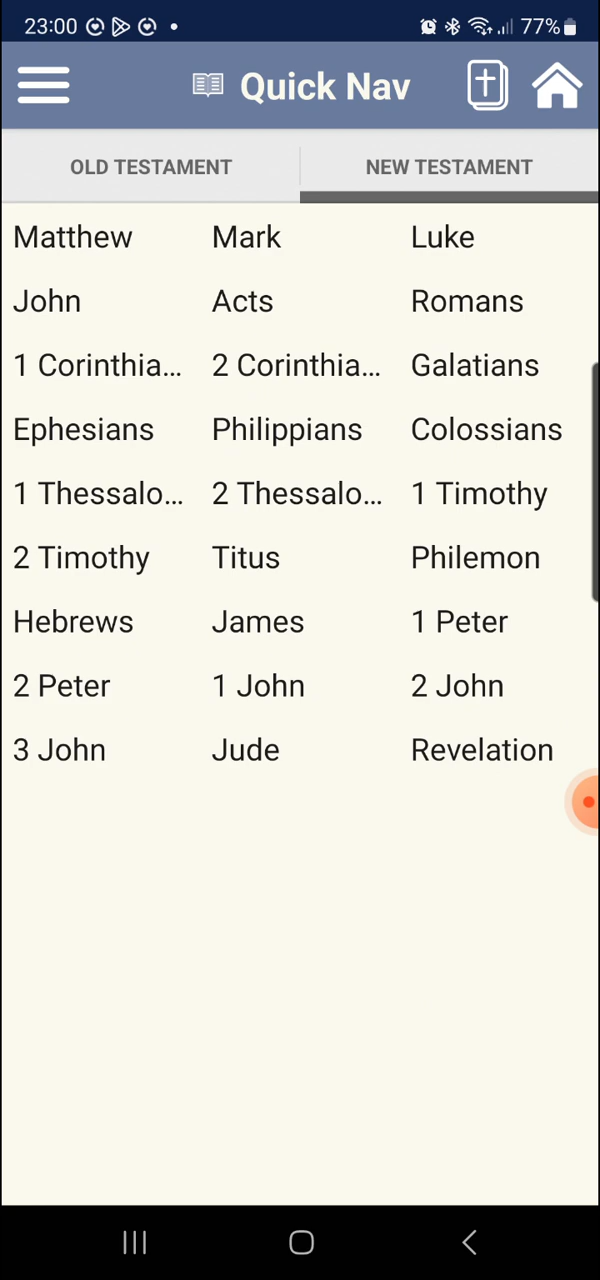 23:00 77%
Quick Nav
OLD TESTAMENT NEW TESTAMENT
Matthew Mark Luke
John Acts Romans
1 Corinthia... 2 Corinthia... Galatians
Ephesians Philippians Colossians
1 Thessalo... 2 Thessalo... 1 Timothy
2 Timothy Titus Philemon
Hebrews James 1 Peter
2 Peter 1 John 2 John
3 John Jude Revelation